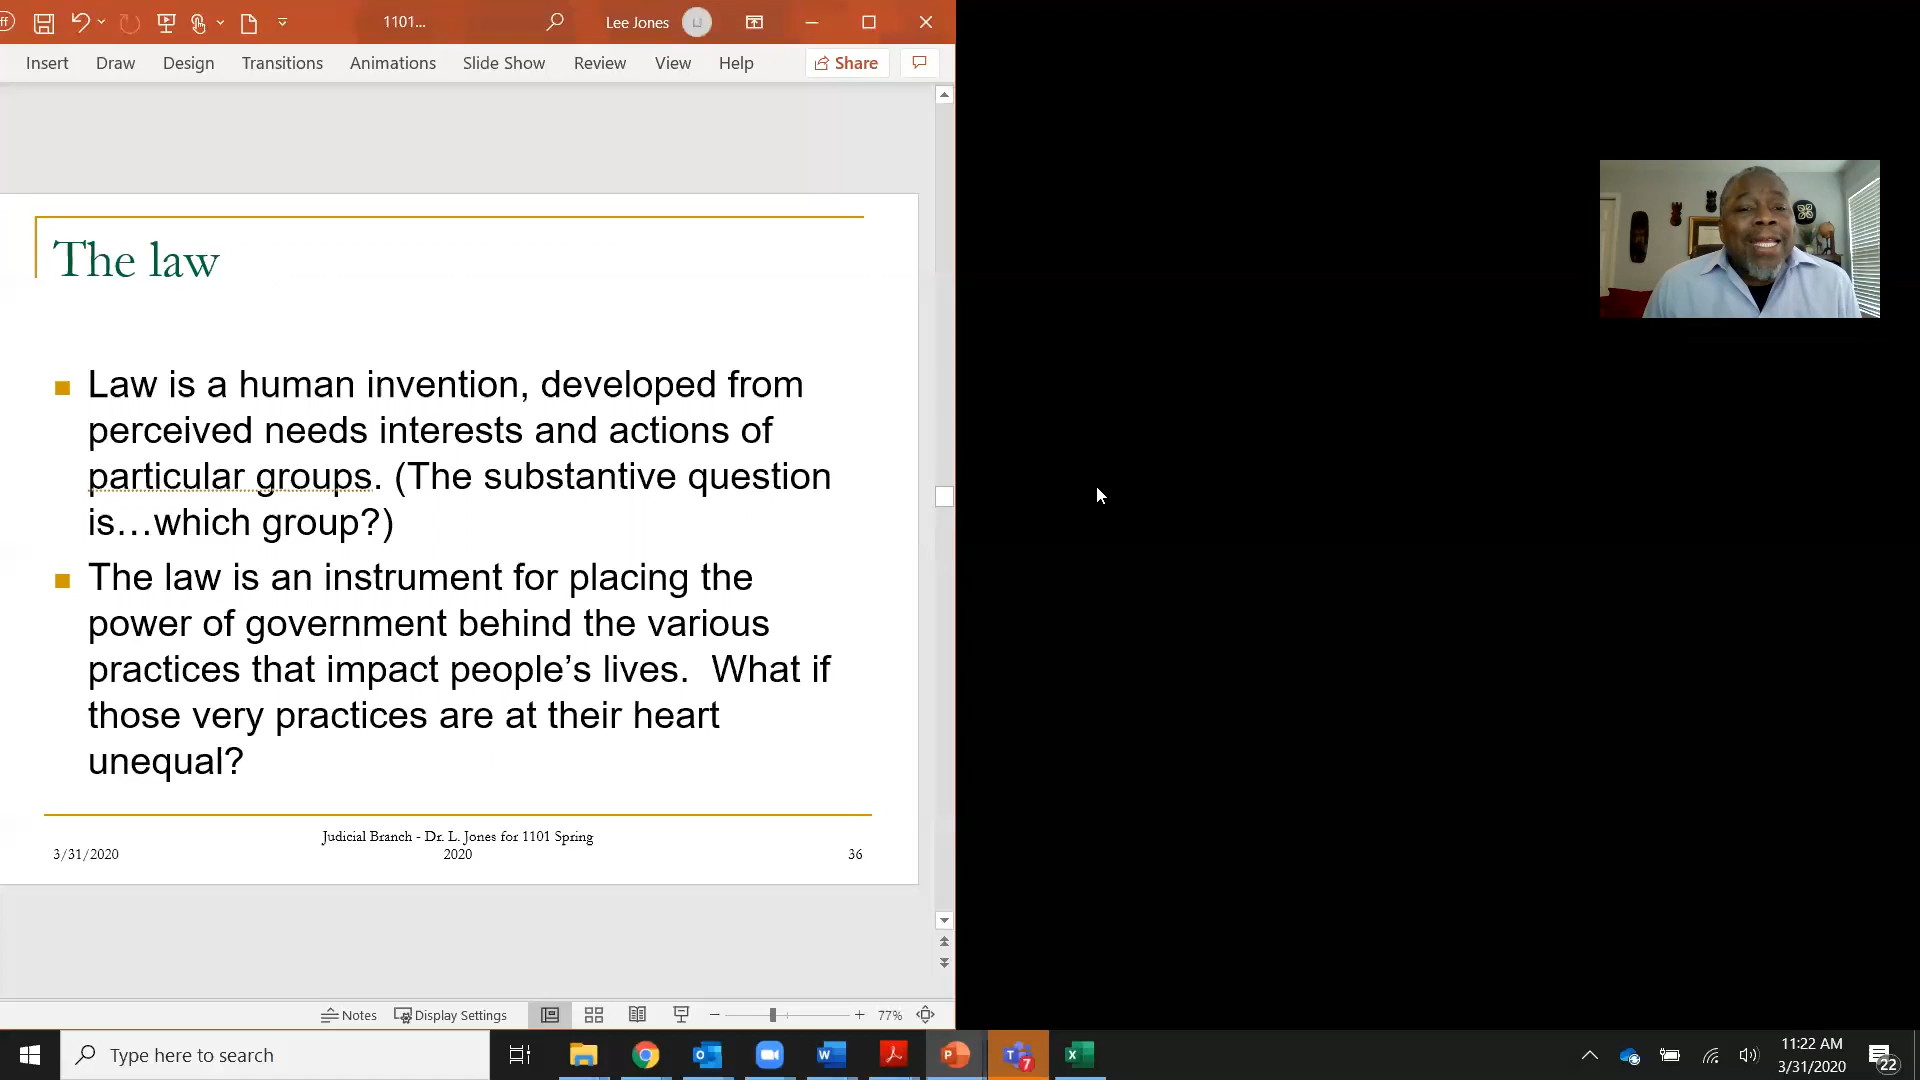 ff
1101...
Lee Jones
LJ
Insert Draw Design Transitions Animations Slide Show Review View Help Share
The law
Law is a human invention, developed from
perceived needs interests and actions of
particular groups. (The substantive question
is…which group?)
The law is an instrument for placing the
power of government behind the various
practices that impact people’s lives.  What if
those very practices are at their heart
unequal?
Judicial Branch - Dr. L. Jones for 1101 Spring
2020
3/31/2020
36
Notes Display Settings 77%
Type here to search
7
11:22 AM
3/31/2020
22